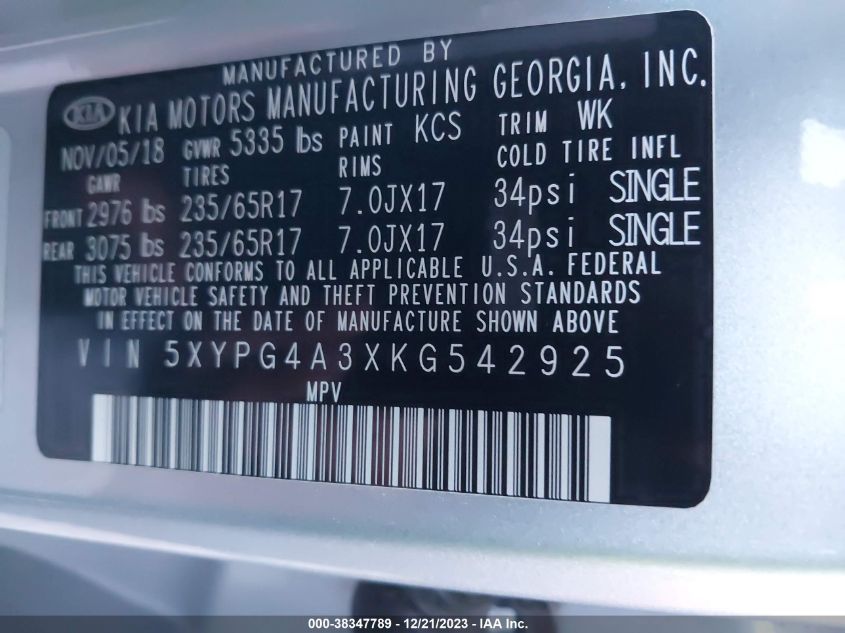 MANUFACTURED BY
KIA KIA MOTORS MANUFACTURING GEORGIA, INC.
NOV/05/18 GVWR 5335 lbs PAINT KCS TRIM WK
GAWR TIRES RIMS COLD TIRE INFL
FRONT 2976 lbs 235/65R17 7.0JX17 34psi SINGLE
REAR 3075 lbs 235/65R17 7.0JX17 34psi SINGLE
THIS VEHICLE CONFORMS TO ALL APPLICABLE U.S.A. FEDERAL
MOTOR VEHICLE SAFETY AND THEFT PREVENTION STANDARDS
IN EFFECT ON THE DATE OF MANUFACTURE SHOWN ABOVE
VIN 5XYPG4A3XKG542925
MPV
000-38347789 - 12/21/2023 - IAA Inc.